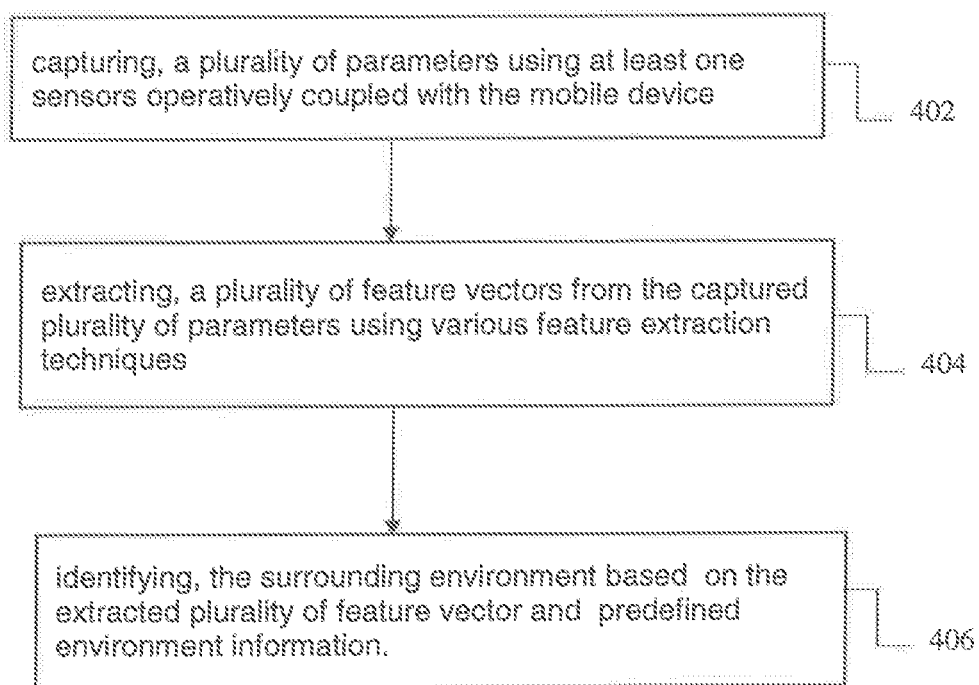 capturing, a plurality of parameters using at least one
sensors operatively coupled with the mobile device
402
extracting, a plurality of feature vectors from the captured
plurality of parameters using various feature extraction
techniques
404
identifying, the surrounding environment based on the
extracted plurality of feature vector and predefined
environment information.
406